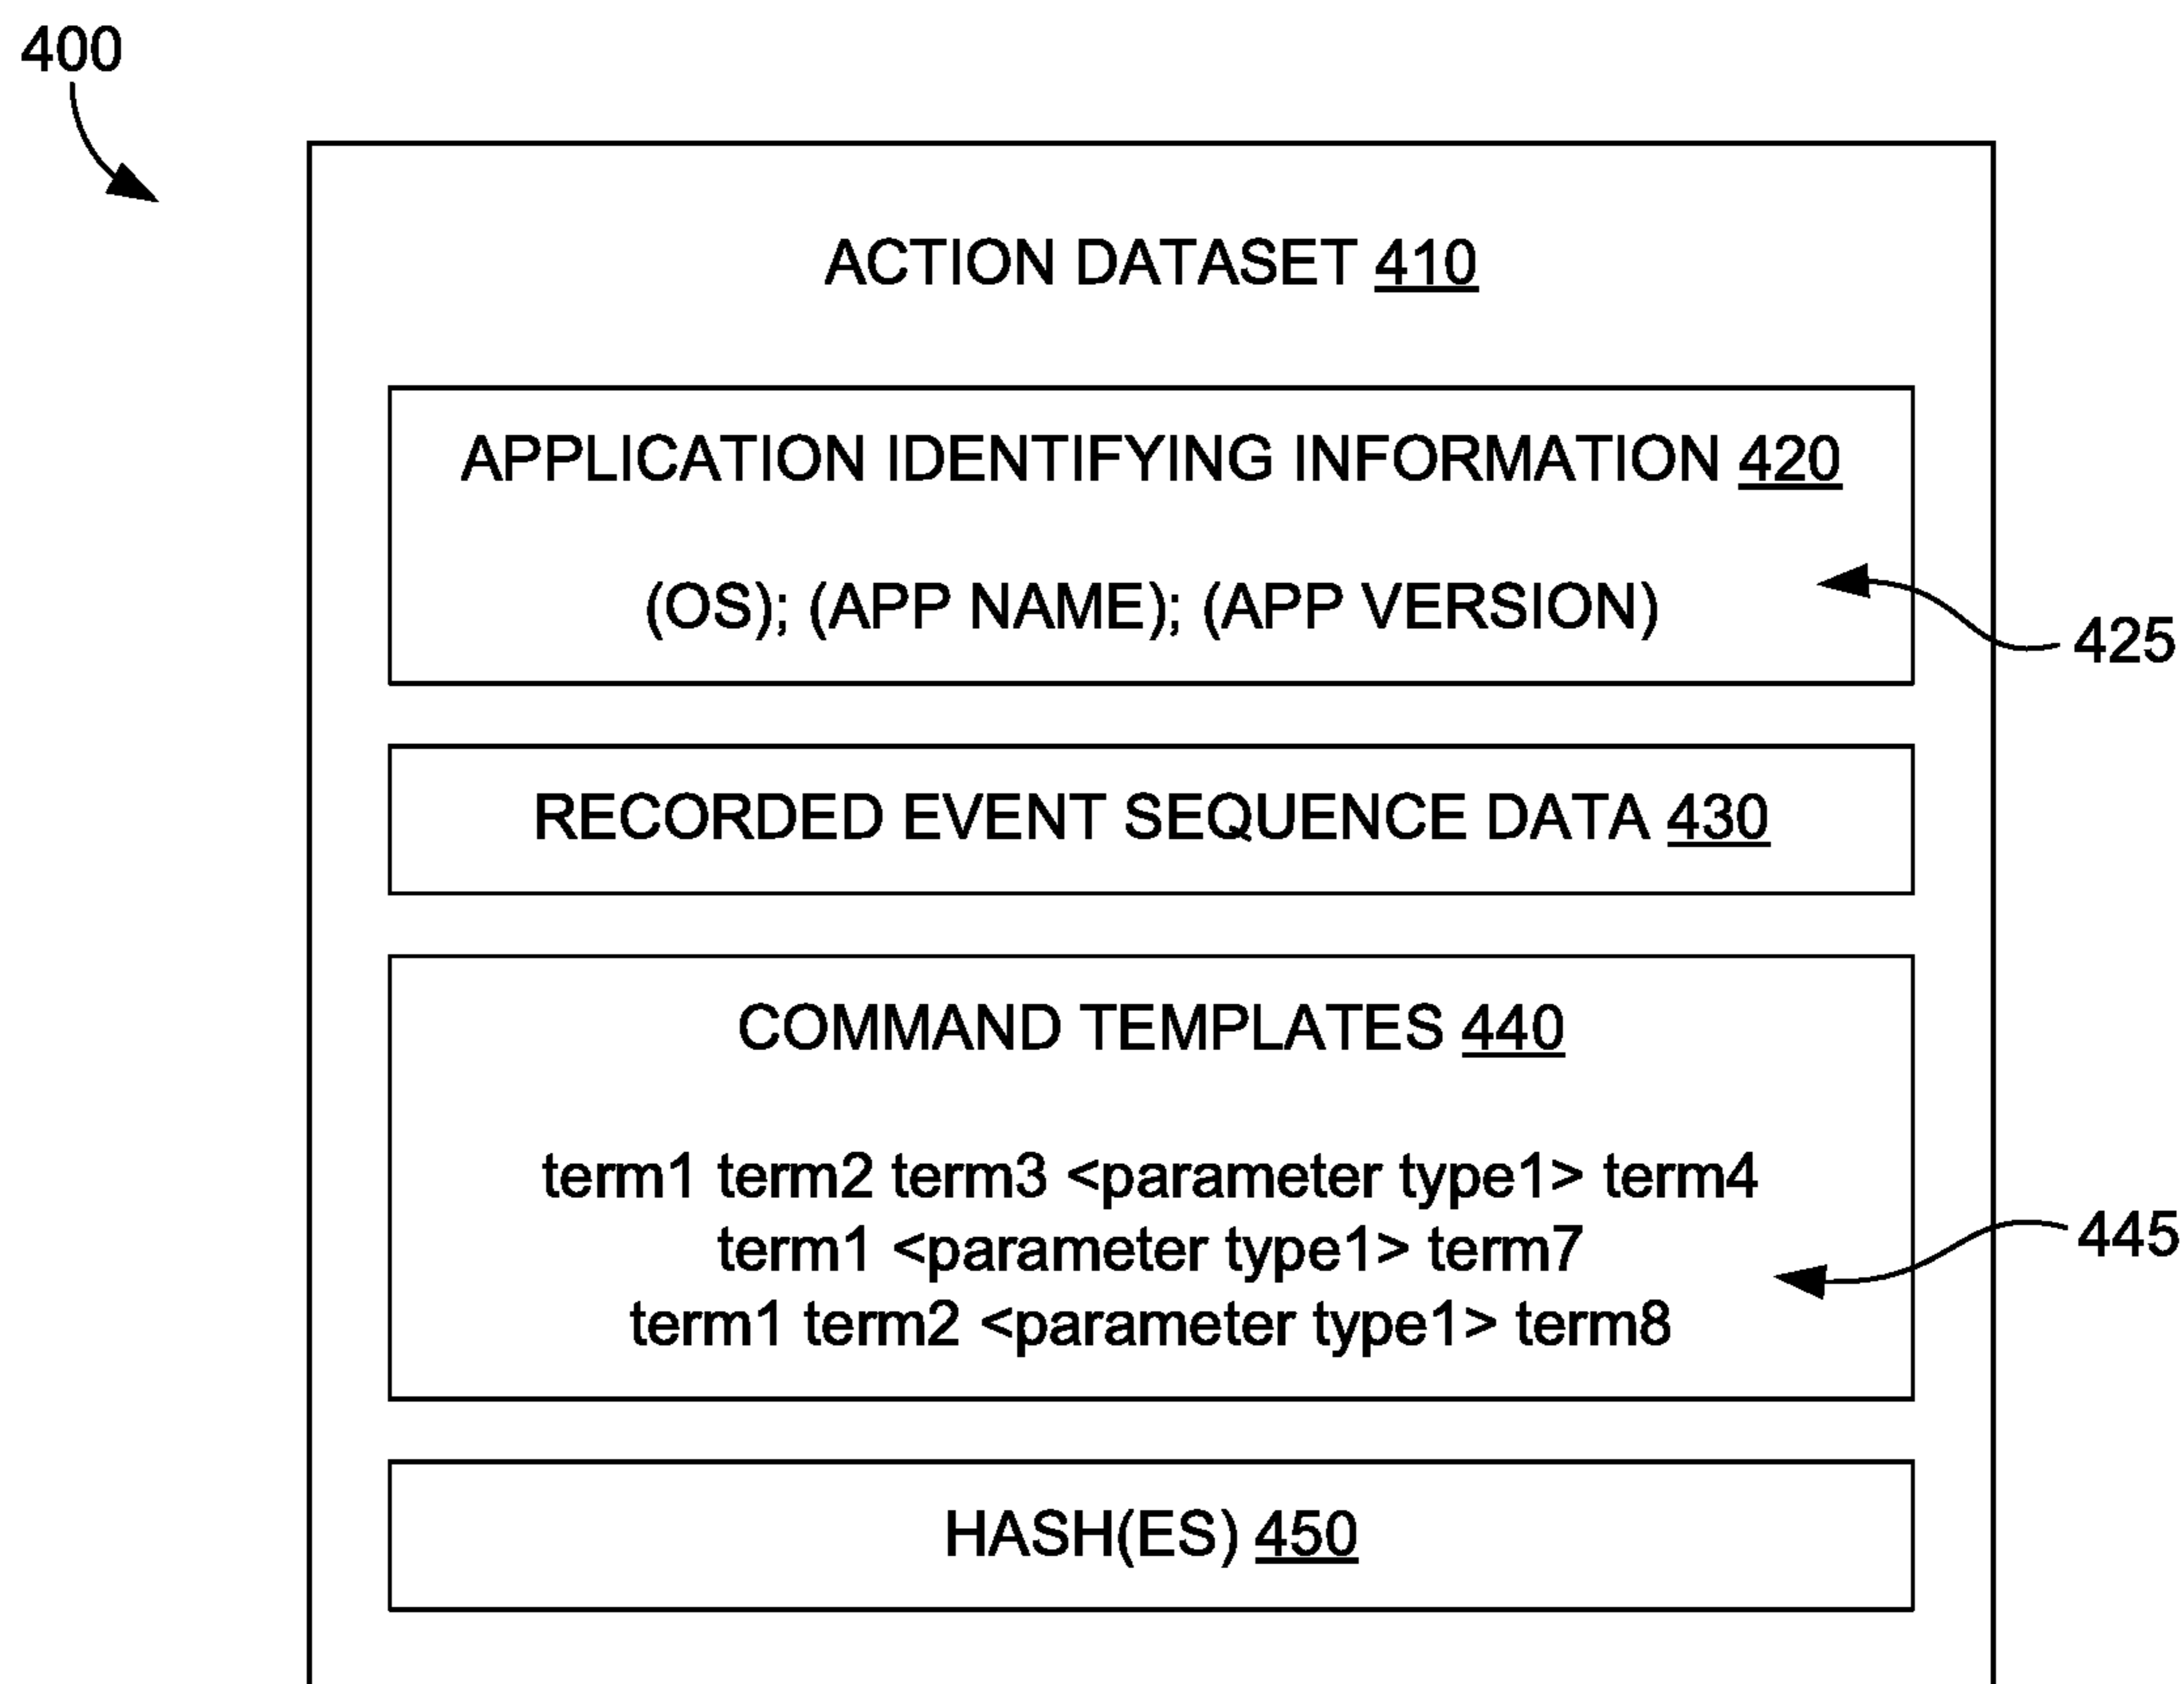 400
ACTION DATASET 410
APPLICATION IDENTIFYING INFORMATION 420
(OS); (APP NAME); (APP VERSION)
425
RECORDED EVENT SEQUENCE DATA 430
COMMAND TEMPLATES 440
term1 term2 term3 <parameter type1> term4
term1 <parameter type1> term7
445
term1 term2 <parameter type1> term8
HASH(ES) 450